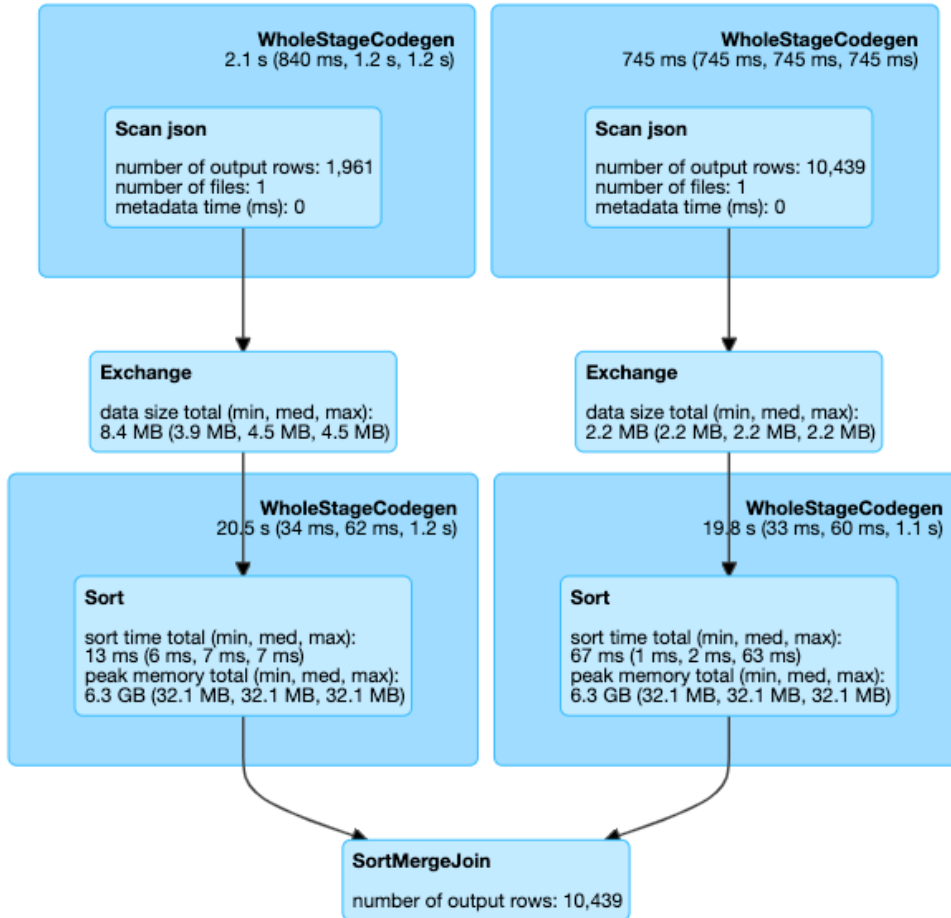 WholeStageCodegen
2.1 s (840 ms, 1.2 s, 1.2 s)
Scan json
number of output rows: 1,961
number of files: 1
metadata time (ms): 0
WholeStageCodegen
745 ms (745 ms, 745 ms, 745 ms)
Scan json
number of output rows: 10,439
number of files: 1
metadata time (ms): 0
Exchange
data size total (min, med, max):
8.4 MB (3.9 MB, 4.5 MB, 4.5 MB)
Exchange
data size total (min, med, max):
2.2 MB (2.2 MB, 2.2 MB, 2.2 MB)
WholeStageCodegen
20.5 s (34 ms, 62 ms, 1.2 s)
Sort
sort time total (min, med, max):
13 ms (6 ms, 7 ms, 7 ms)
peak memory total (min, med, max):
6.3 GB (32.1 MB, 32.1 MB, 32.1 MB)
WholeStageCodegen
19.8 s (33 ms, 60 ms, 1.1 s)
Sort
sort time total (min, med, max):
67 ms (1 ms, 2 ms, 63 ms)
peak memory total (min, med, max):
6.3 GB (32.1 MB, 32.1 MB, 32.1 MB)
SortMergeJoin
number of output rows: 10,439